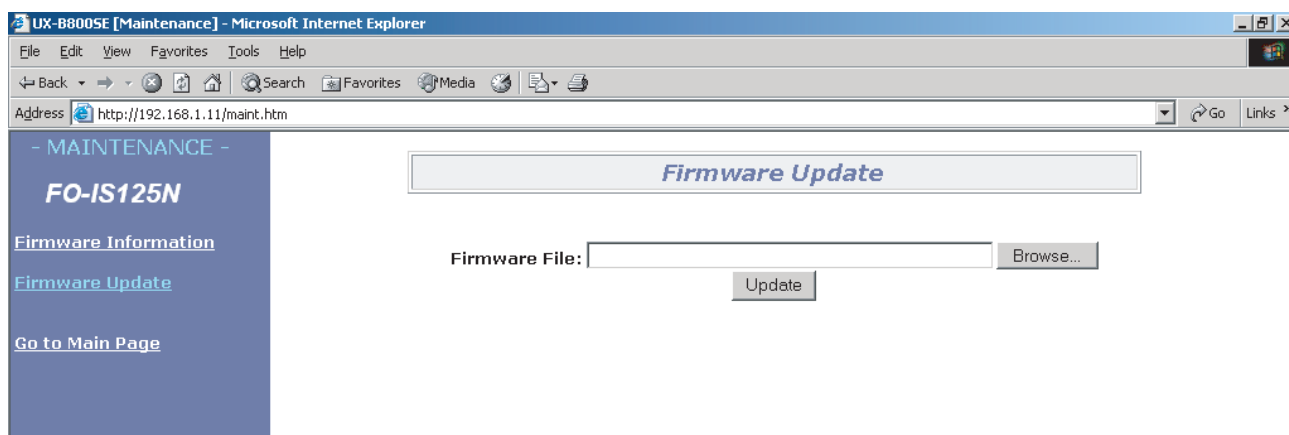 UX-B800SE [Maintenance] - Microsoft Internet Explorer
File Edit View Favorites Tools Help
Back Search Favorites Media
Address http://192.168.1.11/maint.htm Go Links »
- MAINTENANCE -
FO-IS125N
Firmware Information
Firmware Update
Go to Main Page
Firmware Update
Firmware File: Browse...
Update